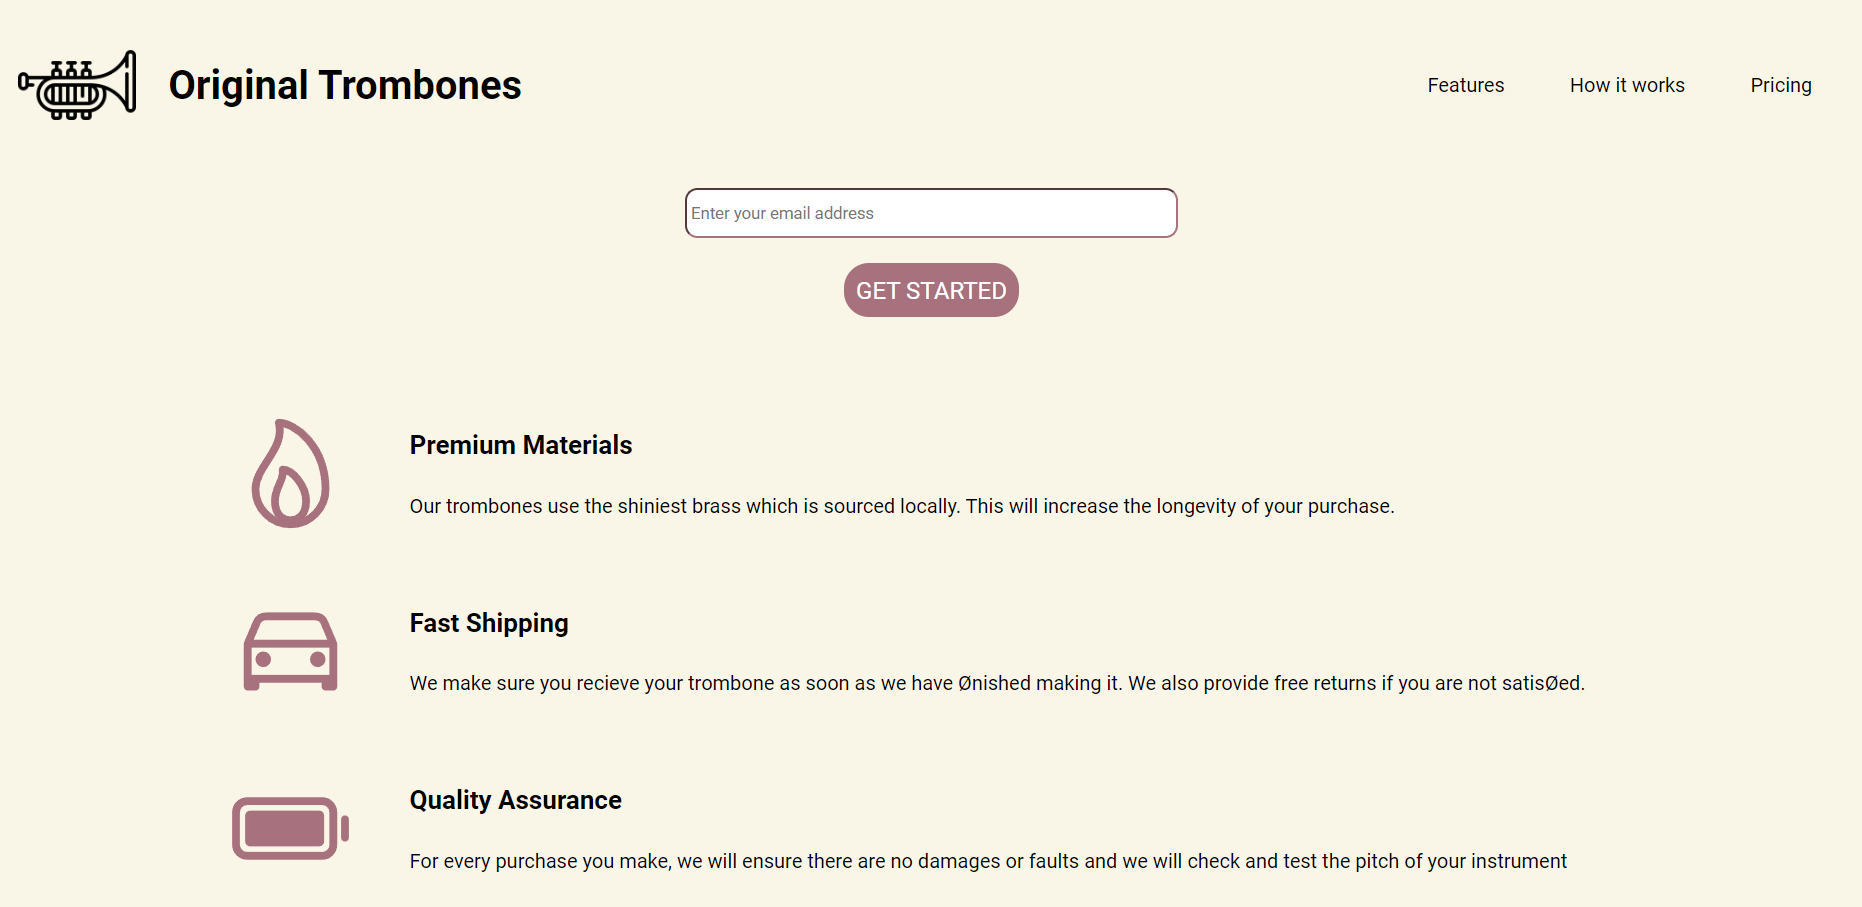 Original Trombones
Features
How it works
Pricing
Enter your email address
GET STARTED
Premium Materials
Our trombones use the shiniest brass which is sourced locally. This will increase the longevity of your purchase.
Fast Shipping
We make sure you recieve your trombone as soon as we have Ønished making it. We also provide free returns if you are not satisØed.
Quality Assurance
For every purchase you make, we will ensure there are no damages or faults and we will check and test the pitch of your instrument